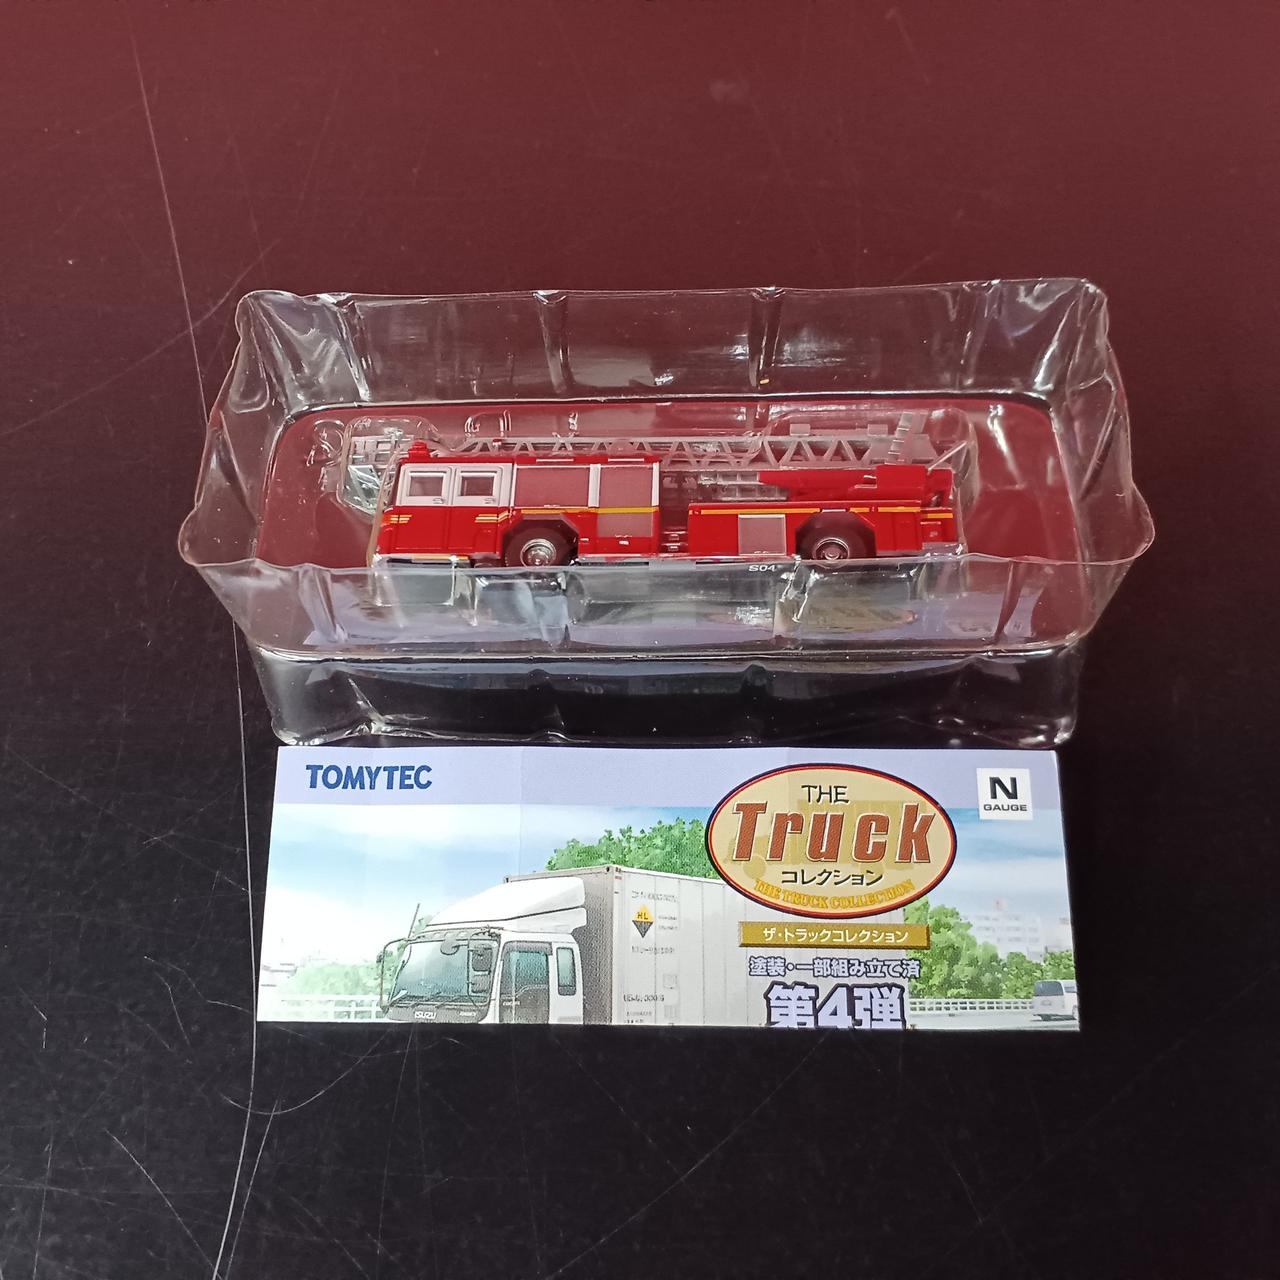 S04
TOMYTEC
THE
Truck
コレクション
THE TRUCK COLLECTION
N
GAUGE
ザ・トラックコレクション
塗装・一部組み立て済
第4弾
HL
ISUZU